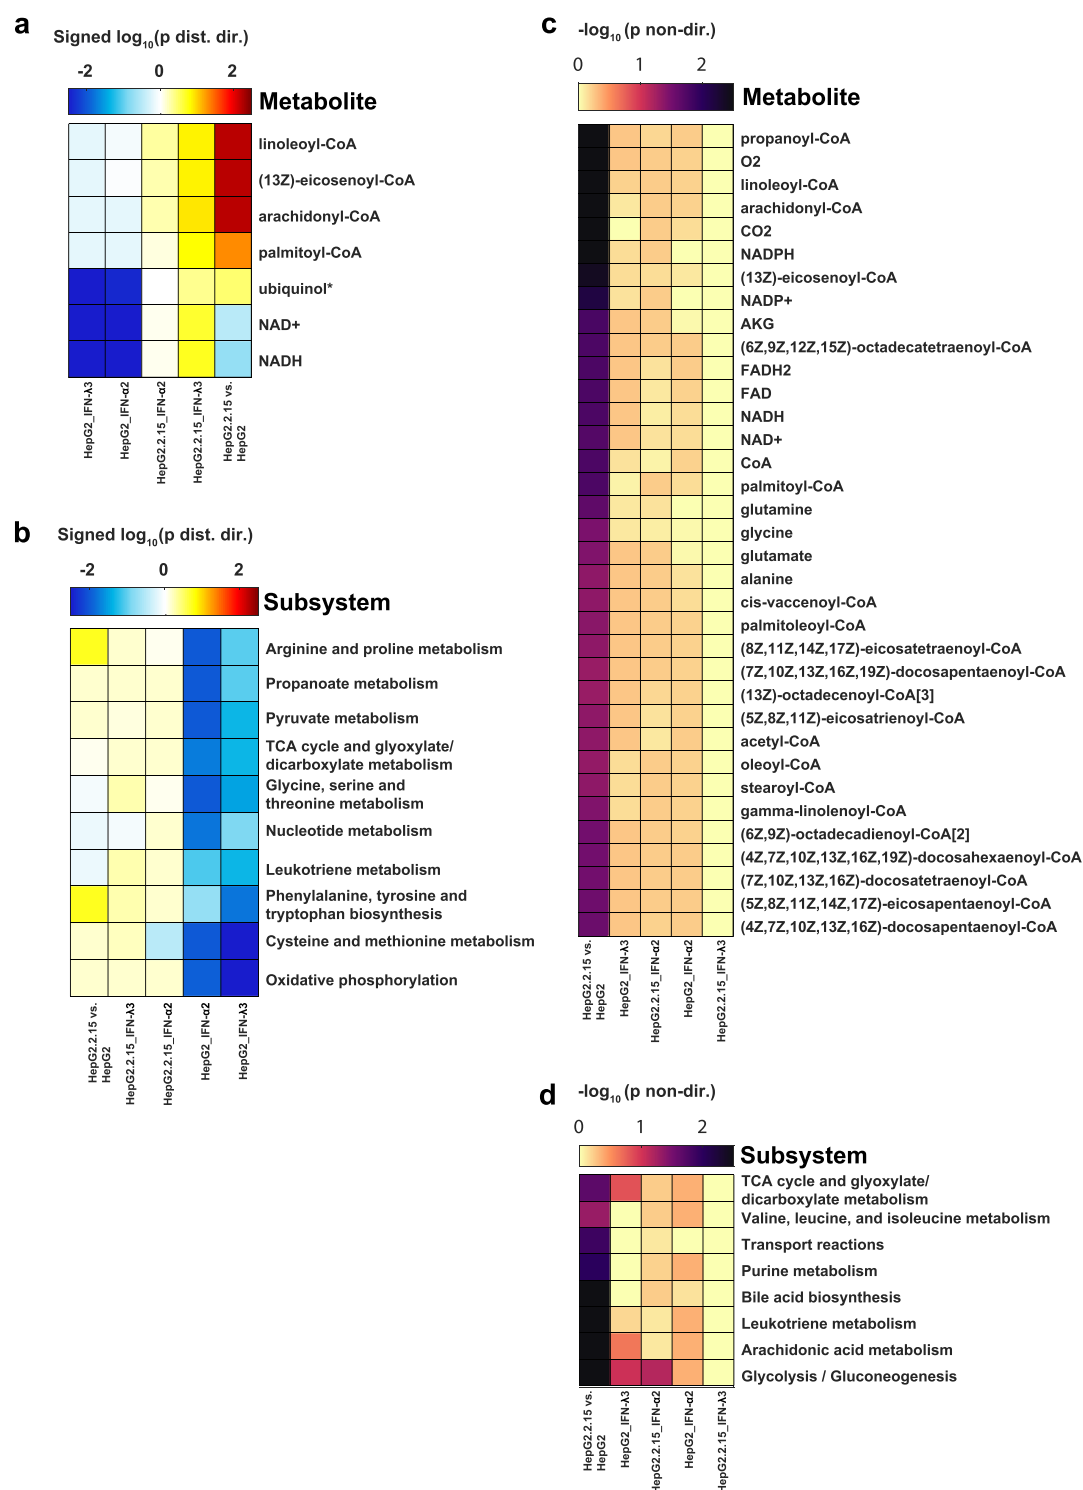 a
Signed log10(p dist. dir.)
-2 0 2
Metabolite
linoleoyl-CoA
(13Z)-eicosenoyl-CoA
arachidonyl-CoA
palmitoyl-CoA
ubiquinol*
NAD+
NADH
HepG2_IFN-λ3
HepG2_IFN-α2
HepG2.2.15_IFN-α2
HepG2.2.15_IFN-λ3
HepG2.2.15 vs.
HepG2
b
Signed log10(p dist. dir.)
-2 0 2
Subsystem
Arginine and proline metabolism
Propanoate metabolism
Pyruvate metabolism
TCA cycle and glyoxylate/
dicarboxylate metabolism
Glycine, serine and
threonine metabolism
Nucleotide metabolism
Leukotriene metabolism
Phenylalanine, tyrosine and
tryptophan biosynthesis
Cysteine and methionine metabolism
Oxidative phosphorylation
HepG2.2.15 vs.
HepG2
HepG2.2.15_IFN-λ3
HepG2.2.15_IFN-α2
HepG2_IFN-α2
HepG2_IFN-λ3
c
-log10 (p non-dir.)
0 1 2
Metabolite
propanoyl-CoA
O2
linoleoyl-CoA
arachidonyl-CoA
CO2
NADPH
(13Z)-eicosenoyl-CoA
NADP+
AKG
(6Z,9Z,12Z,15Z)-octadecatetraenoyl-CoA
FADH2
FAD
NADH
NAD+
CoA
palmitoyl-CoA
glutamine
glycine
glutamate
alanine
cis-vaccenoyl-CoA
palmitoleoyl-CoA
(8Z,11Z,14Z,17Z)-eicosatetraenoyl-CoA
(7Z,10Z,13Z,16Z,19Z)-docosapentaenoyl-CoA
(13Z)-octadecenoyl-CoA[3]
(5Z,8Z,11Z)-eicosatrienoyl-CoA
acetyl-CoA
oleoyl-CoA
stearoyl-CoA
gamma-linolenoyl-CoA
(6Z,9Z)-octadecadienoyl-CoA[2]
(4Z,7Z,10Z,13Z,16Z,19Z)-docosahexaenoyl-CoA
(7Z,10Z,13Z,16Z)-docosatetraenoyl-CoA
(5Z,8Z,11Z,14Z,17Z)-eicosapentaenoyl-CoA
(4Z,7Z,10Z,13Z,16Z)-docosapentaenoyl-CoA
HepG2.2.15 vs.
HepG2
HepG2_IFN-λ3
HepG2.2.15_IFN-α2
HepG2_IFN-α2
HepG2.2.15_IFN-λ3
d
-log10 (p non-dir.)
0 1 2
Subsystem
TCA cycle and glyoxylate/
dicarboxylate metabolism
Valine, leucine, and isoleucine metabolism
Transport reactions
Purine metabolism
Bile acid biosynthesis
Leukotriene metabolism
Arachidonic acid metabolism
Glycolysis / Gluconeogenesis
HepG2.2.15 vs.
HepG2
HepG2_IFN-λ3
HepG2.2.15_IFN-α2
HepG2_IFN-α2
HepG2.2.15_IFN-λ3